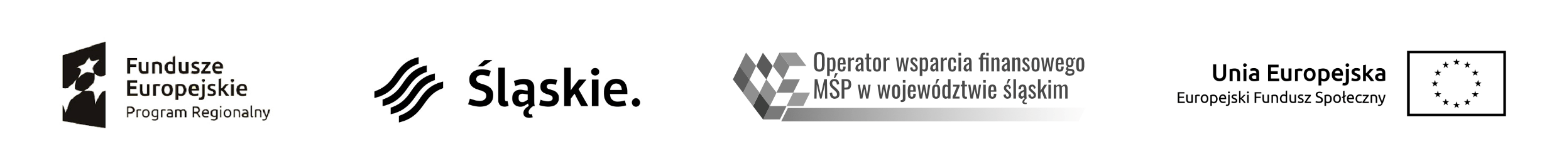 Fundusze
Europejskie
Program Regionalny
Śląskie.
Operator wsparcia finansowego
MŚP w województwie śląskim
Unia Europejska
Europejski Fundusz Społeczny